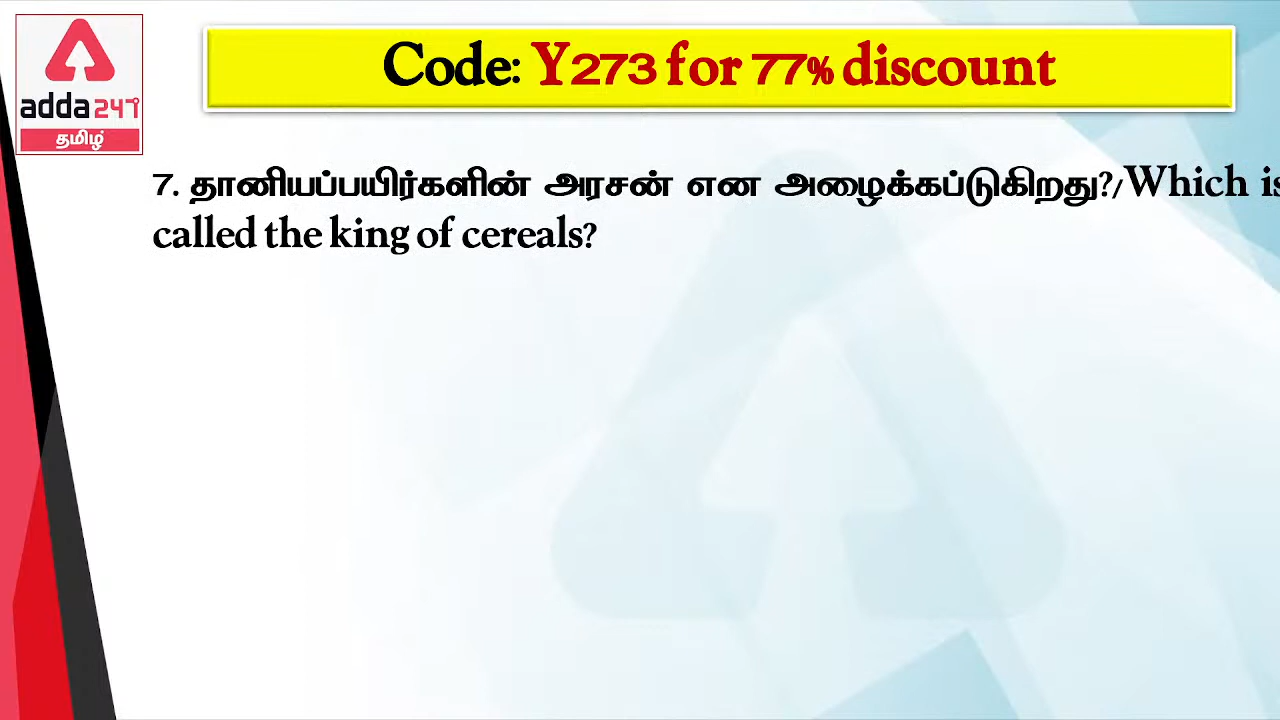 adda247
தமிழ்
Code: Y273 for 77% discount
7. தானியப்பயிர்களின் அரசன் என அழைக்கப்படுகிறது?/Which is
called the king of cereals?